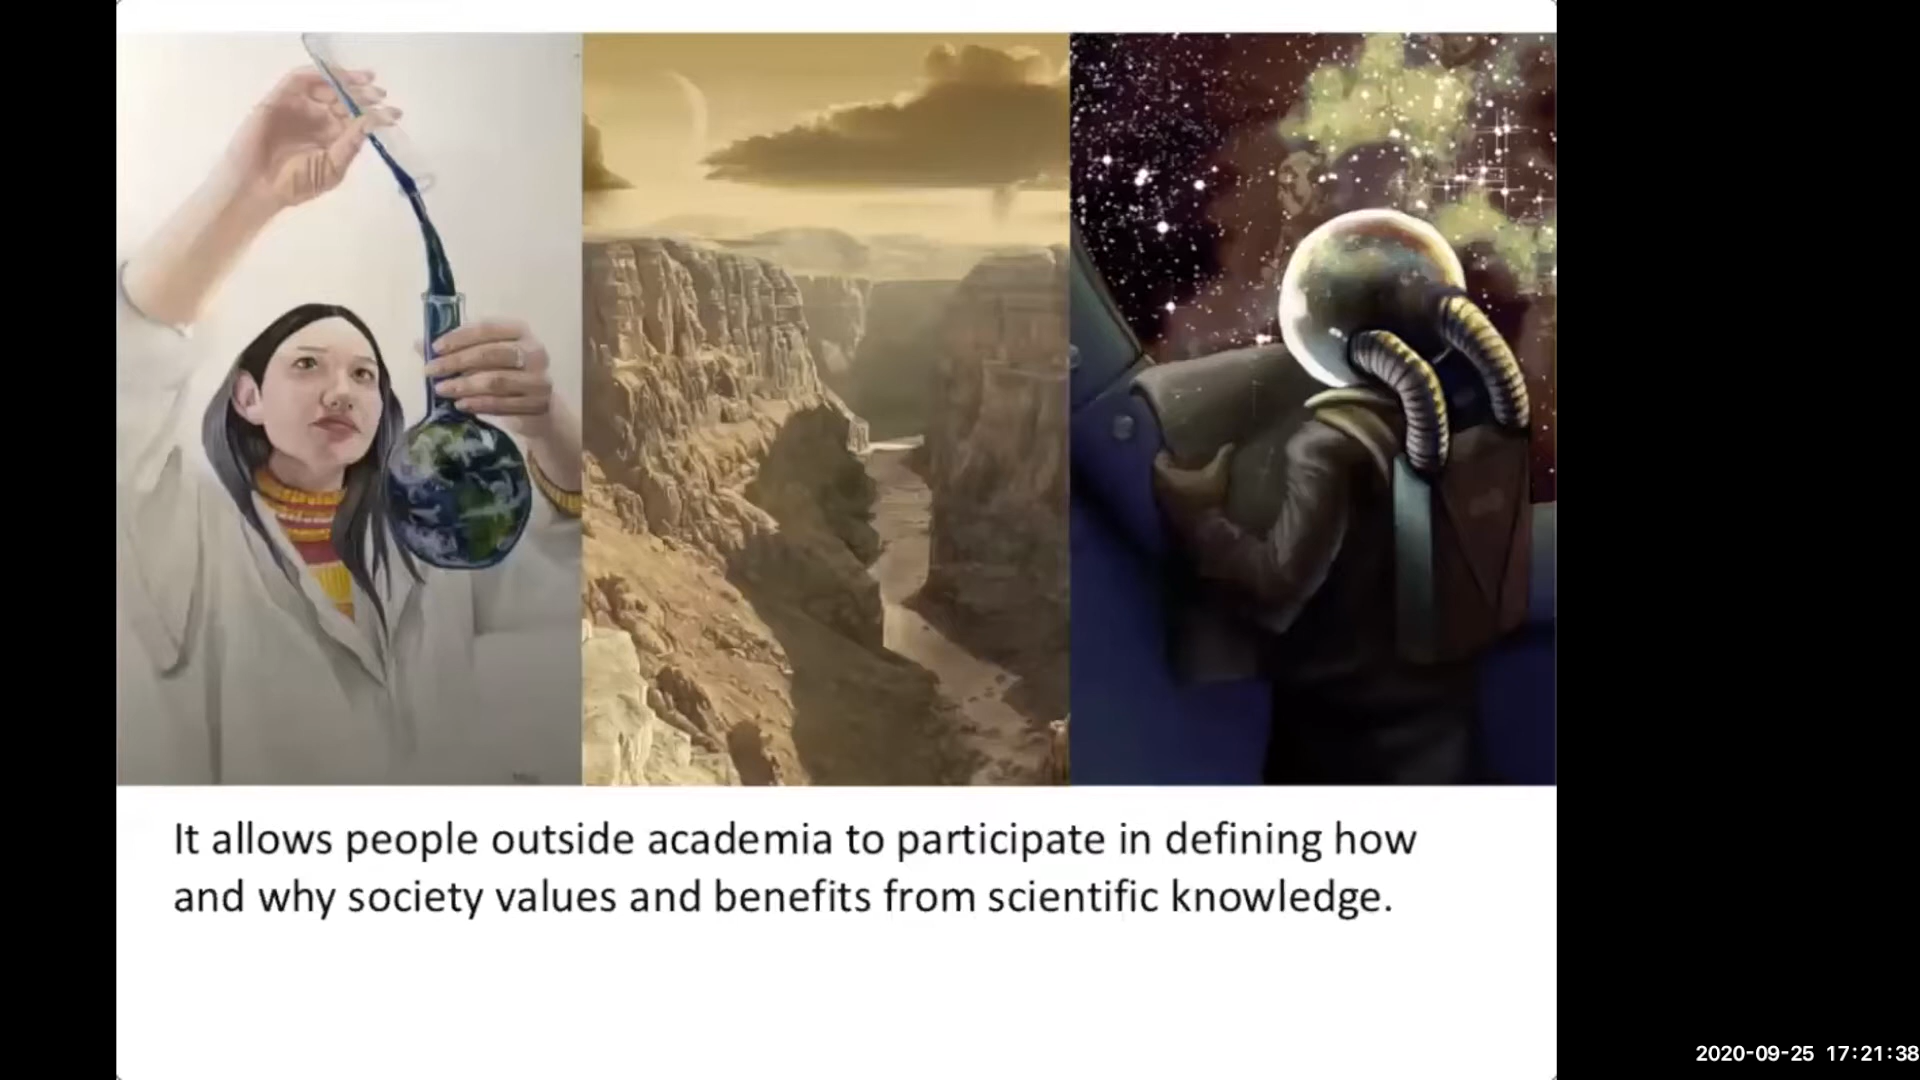 It allows people outside academia to participate in defining how
and why society values and benefits from scientific knowledge.
2020-09-25 17:21:38